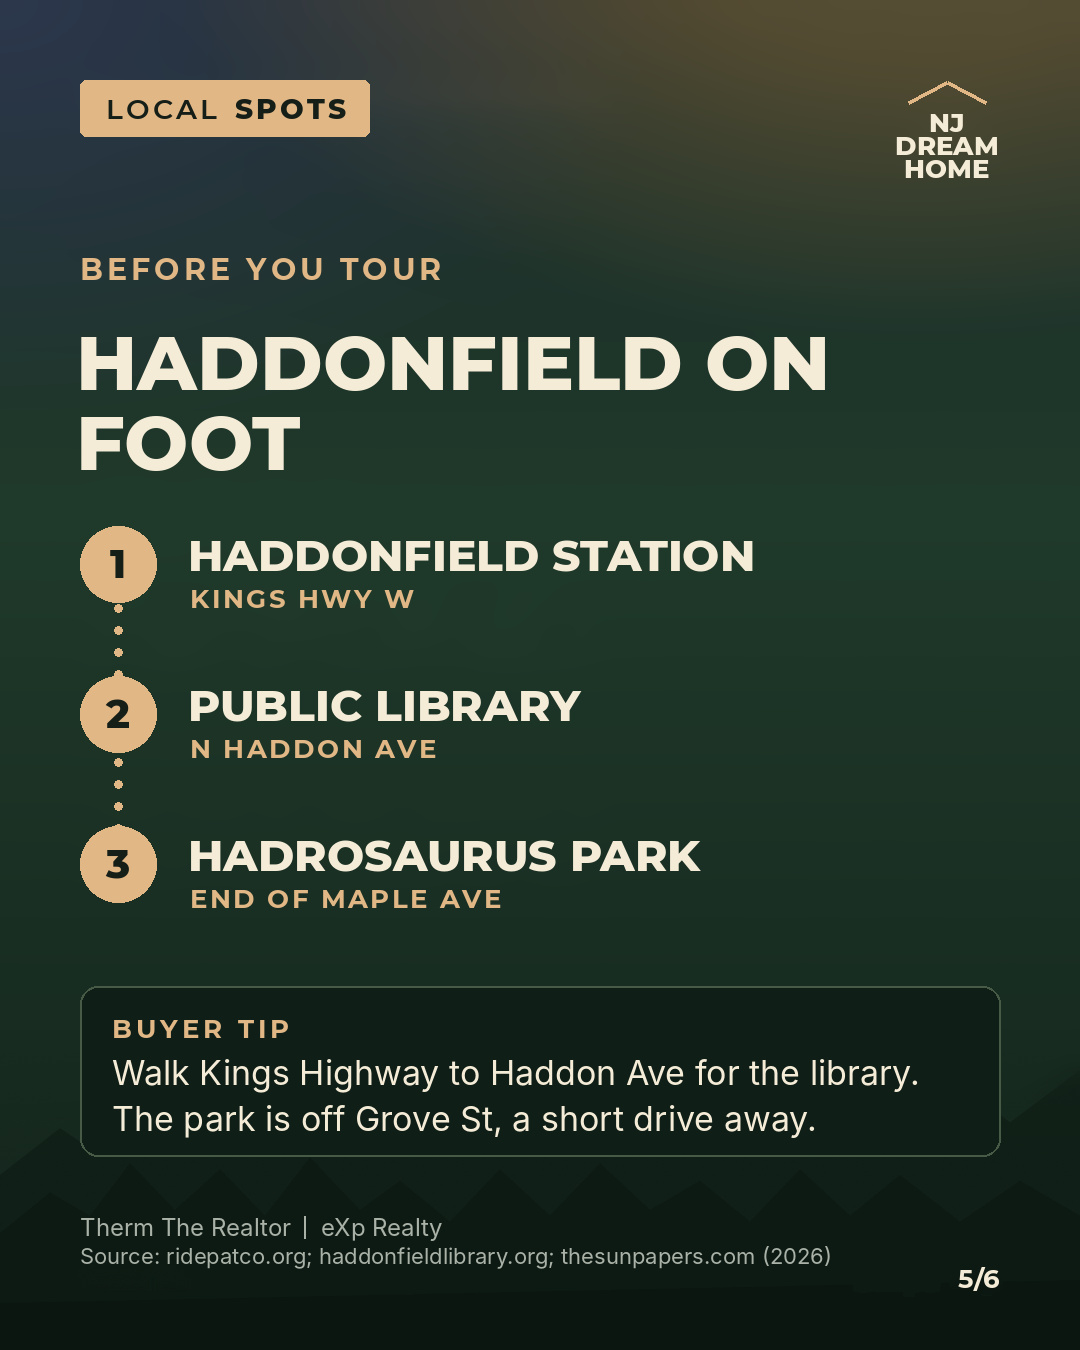 LOCAL SPOTS
NJ
DREAM
HOME
BEFORE YOU TOUR
HADDONFIELD ON
FOOT
1
HADDONFIELD STATION
KINGS HWY W
2
PUBLIC LIBRARY
N HADDON AVE
3
HADROSAURUS PARK
END OF MAPLE AVE
BUYER TIP
Walk Kings Highway to Haddon Ave for the library.
The park is off Grove St, a short drive away.
Therm The Realtor | eXp Realty
Source: ridepatco.org; haddonfieldlibrary.org; thesunpapers.com (2026)
5/6